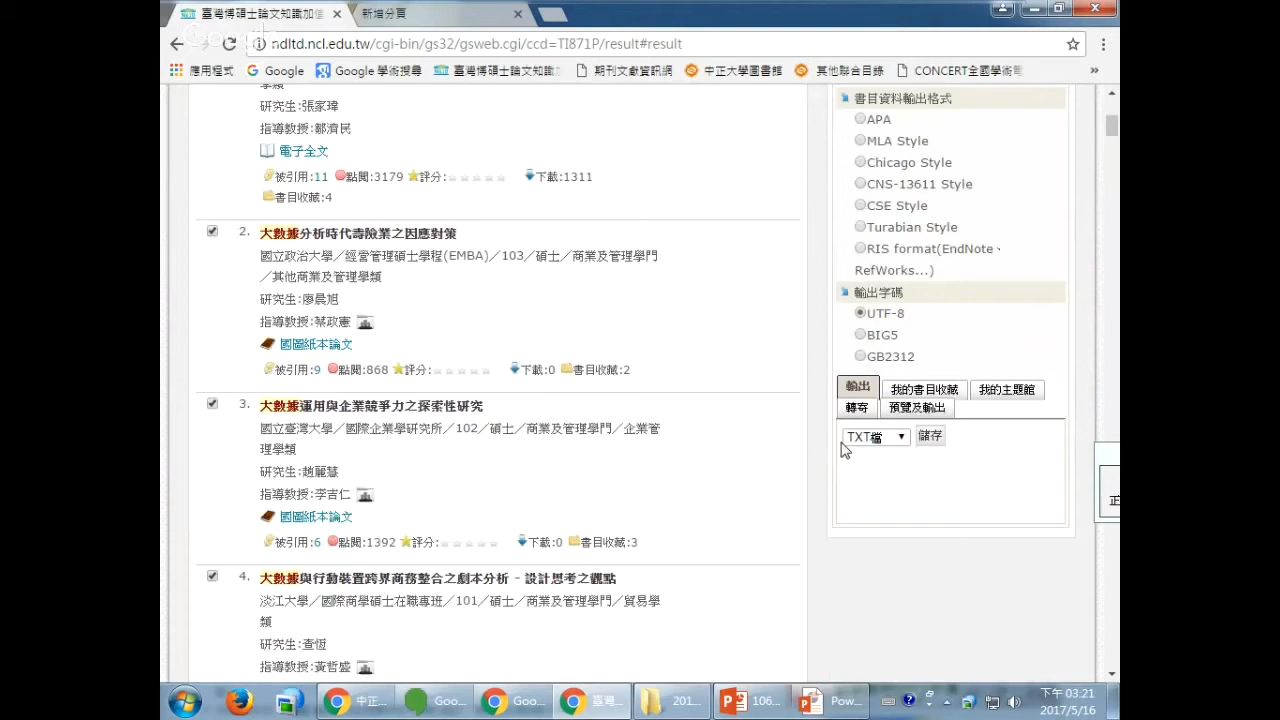 臺灣博碩士論文知識加值
新增分頁
ndltd.ncl.edu.tw/cgi-bin/gs32/gsweb.cgi/ccd=TI871P/result#result
應用程式
Google
Google 學術搜尋
臺灣博碩士論文知識加
期刊文獻資訊網
中正大學圖書館
其他聯合目錄
CONCERT全國學術
»
學類
研究生:張家瑋
指導教授:鄒濟民
電子全文
被引用:11 點閱:3179 評分: 下載:1311
書目收藏:4
2. 大數據分析時代壽險業之因應對策
國立政治大學／經營管理碩士學程(EMBA)／103／碩士／商業及管理學門
／其他商業及管理學類
研究生:廖晨旭
指導教授:蔡政憲
國圖紙本論文
被引用:9 點閱:868 評分: 下載:0 書目收藏:2
3. 大數據運用與企業競爭力之探索性研究
國立臺灣大學／國際企業學研究所／102／碩士／商業及管理學門／企業管
理學類
研究生:趙麗慧
指導教授:李吉仁
國圖紙本論文
被引用:6 點閱:1392 評分: 下載:0 書目收藏:3
4. 大數據與行動裝置跨界商務整合之劇本分析－設計思考之觀點
淡江大學／國際商學碩士在職專班／101／碩士／商業及管理學門／貿易學
類
研究生:查恆
指導教授:黃哲盛
書目資料輸出格式
APA
MLA Style
Chicago Style
CNS-13611 Style
CSE Style
Turabian Style
RIS format(EndNote、
RefWorks...)
輸出字碼
UTF-8
BIG5
GB2312
輸出 我的書目收藏 我的主題館
轉寄 預覽及輸出
TXT檔 儲存
正
中正...
Goo...
Goo...
臺灣...
201...
106...
Pow...
下午 03:21
2017/5/16